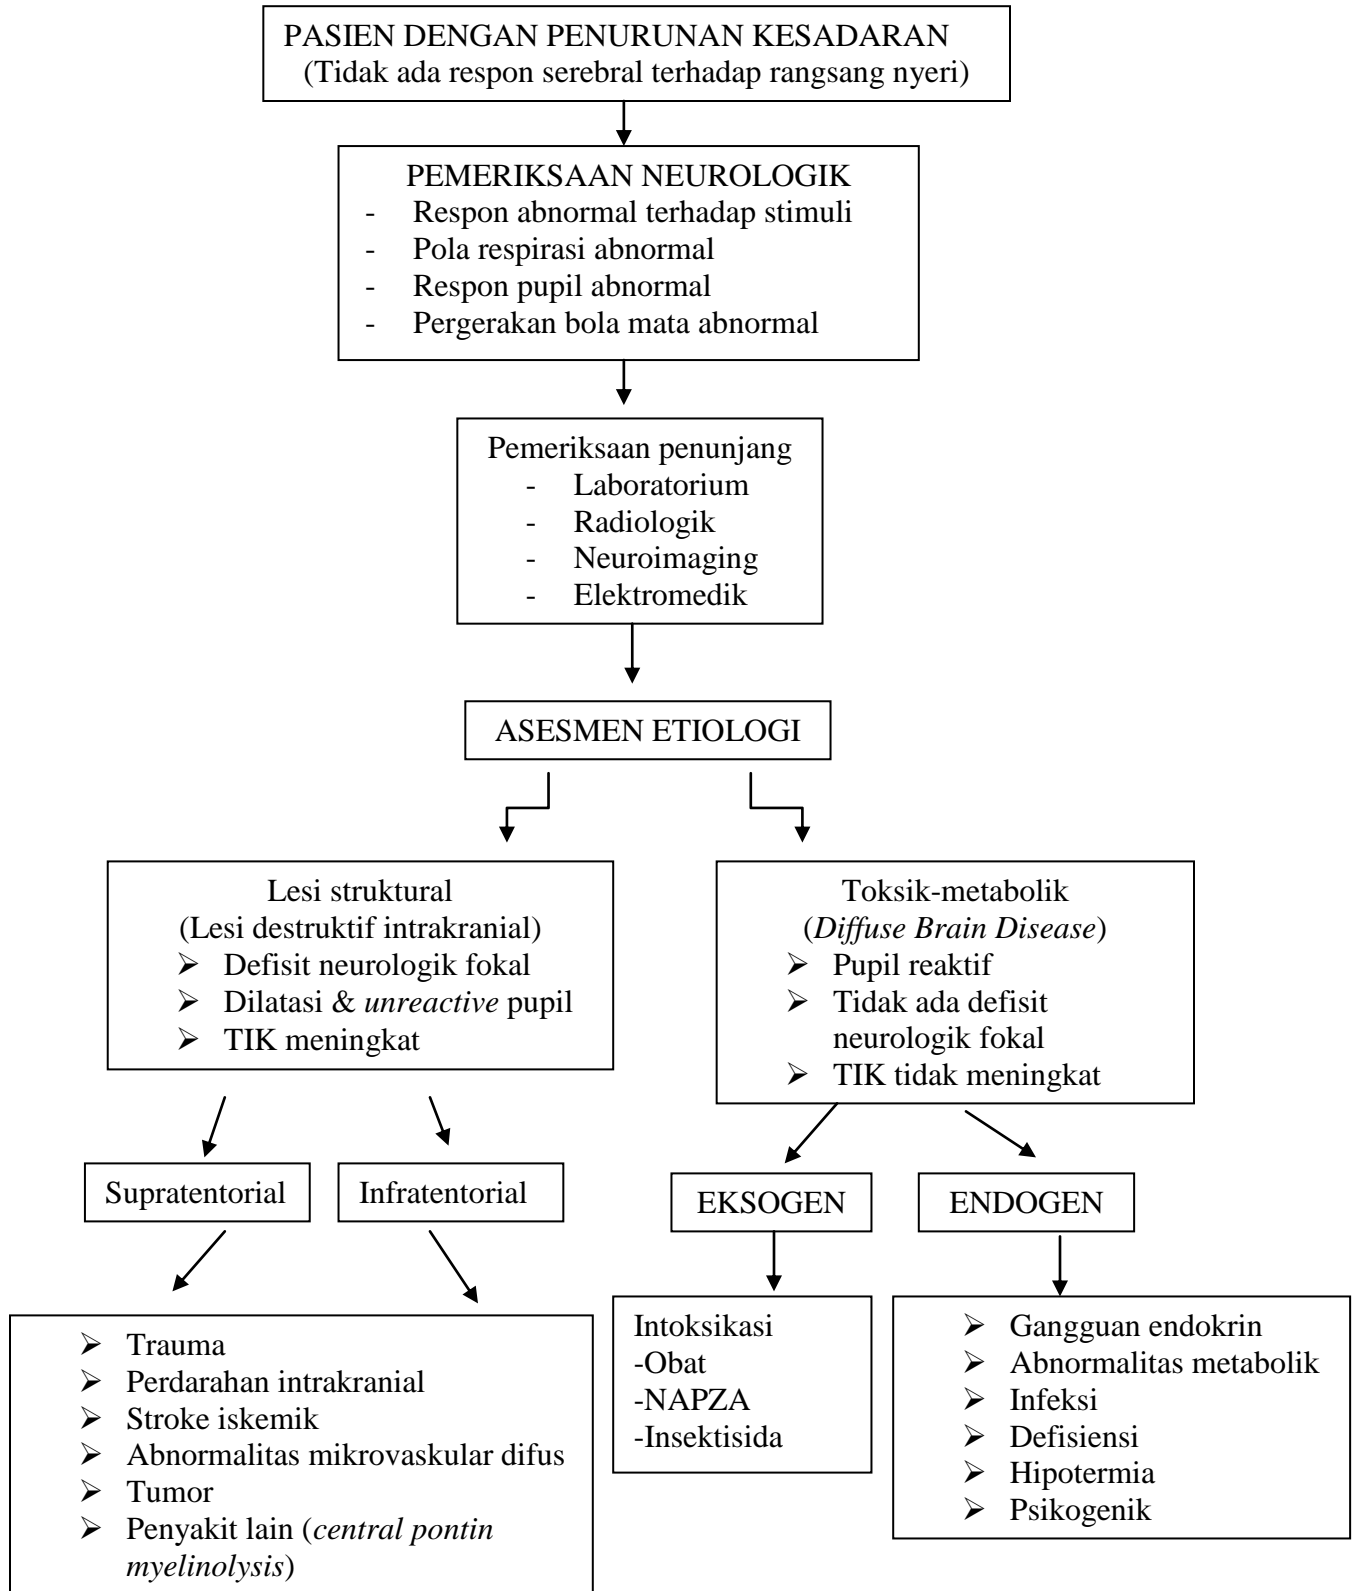 PASIEN DENGAN PENURUNAN KESADARAN
(Tidak ada respon serebral terhadap rangsang nyeri)
PEMERIKSAAN NEUROLOGIK
- Respon abnormal terhadap stimuli
- Pola respirasi abnormal
- Respon pupil abnormal
- Pergerakan bola mata abnormal
Pemeriksaan penunjang
- Laboratorium
- Radiologik
- Neuroimaging
- Elektromedik
ASESMEN ETIOLOGI
Lesi struktural
(Lesi destruktif intrakranial)
➢ Defisit neurologik fokal
➢ Dilatasi & unreactive pupil
➢ TIK meningkat
Toksik-metabolik
(Diffuse Brain Disease)
➢ Pupil reaktif
➢ Tidak ada defisit
neurologik fokal
➢ TIK tidak meningkat
Supratentorial
Infratentorial
EKSOGEN
ENDOGEN
➢ Trauma
➢ Perdarahan intrakranial
➢ Stroke iskemik
➢ Abnormalitas mikrovaskular difus
➢ Tumor
➢ Penyakit lain (central pontin
myelinolysis)
Intoksikasi
-Obat
-NAPZA
-Insektisida
➢ Gangguan endokrin
➢ Abnormalitas metabolik
➢ Infeksi
➢ Defisiensi
➢ Hipotermia
➢ Psikogenik